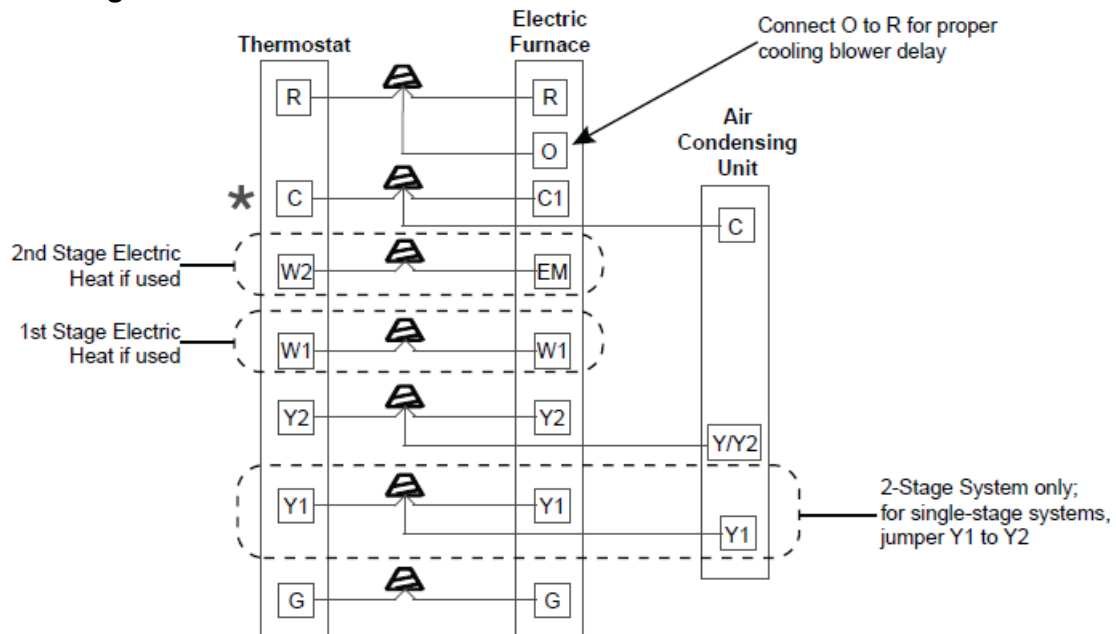 Electric
Furnace
Thermostat
Connect O to R for proper
cooling blower delay
R
R
Air
Condensing
Unit
O
*
C
C1
C
2nd Stage Electric
Heat if used
W2
EM
1st Stage Electric
Heat if used
W1
W1
Y2
Y2
Y/Y2
2-Stage System only;
for single-stage systems,
jumper Y1 to Y2
Y1
Y1
Y1
G
G